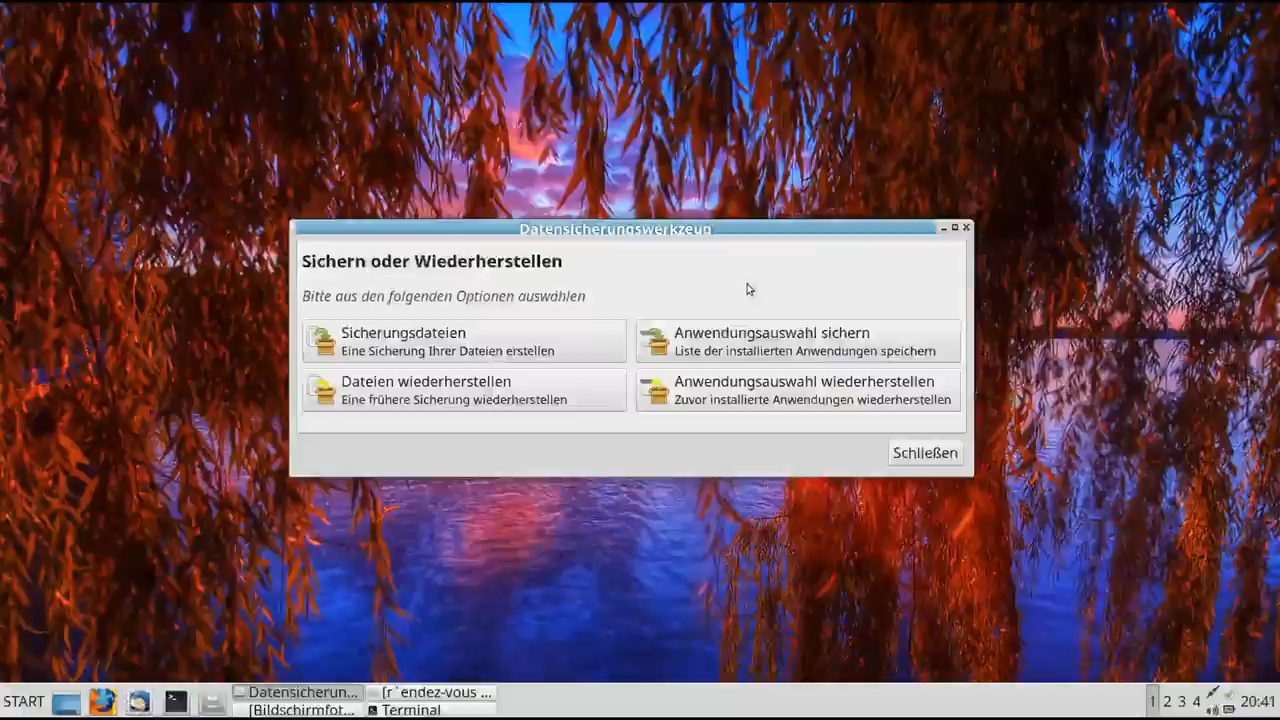 Datensicherungswerkzeug
Sichern oder Wiederherstellen
Bitte aus den folgenden Optionen auswählen
Sicherungsdateien
Eine Sicherung Ihrer Dateien erstellen
Anwendungsauswahl sichern
Liste der installierten Anwendungen speichern
Dateien wiederherstellen
Eine frühere Sicherung wiederherstellen
Anwendungsauswahl wiederherstellen
Zuvor installierte Anwendungen wiederherstellen
Schließen
START
Datensicherun...
[r`endez-vous ...
[Bildschirmfot...
Terminal
1 2 3 4
20:41